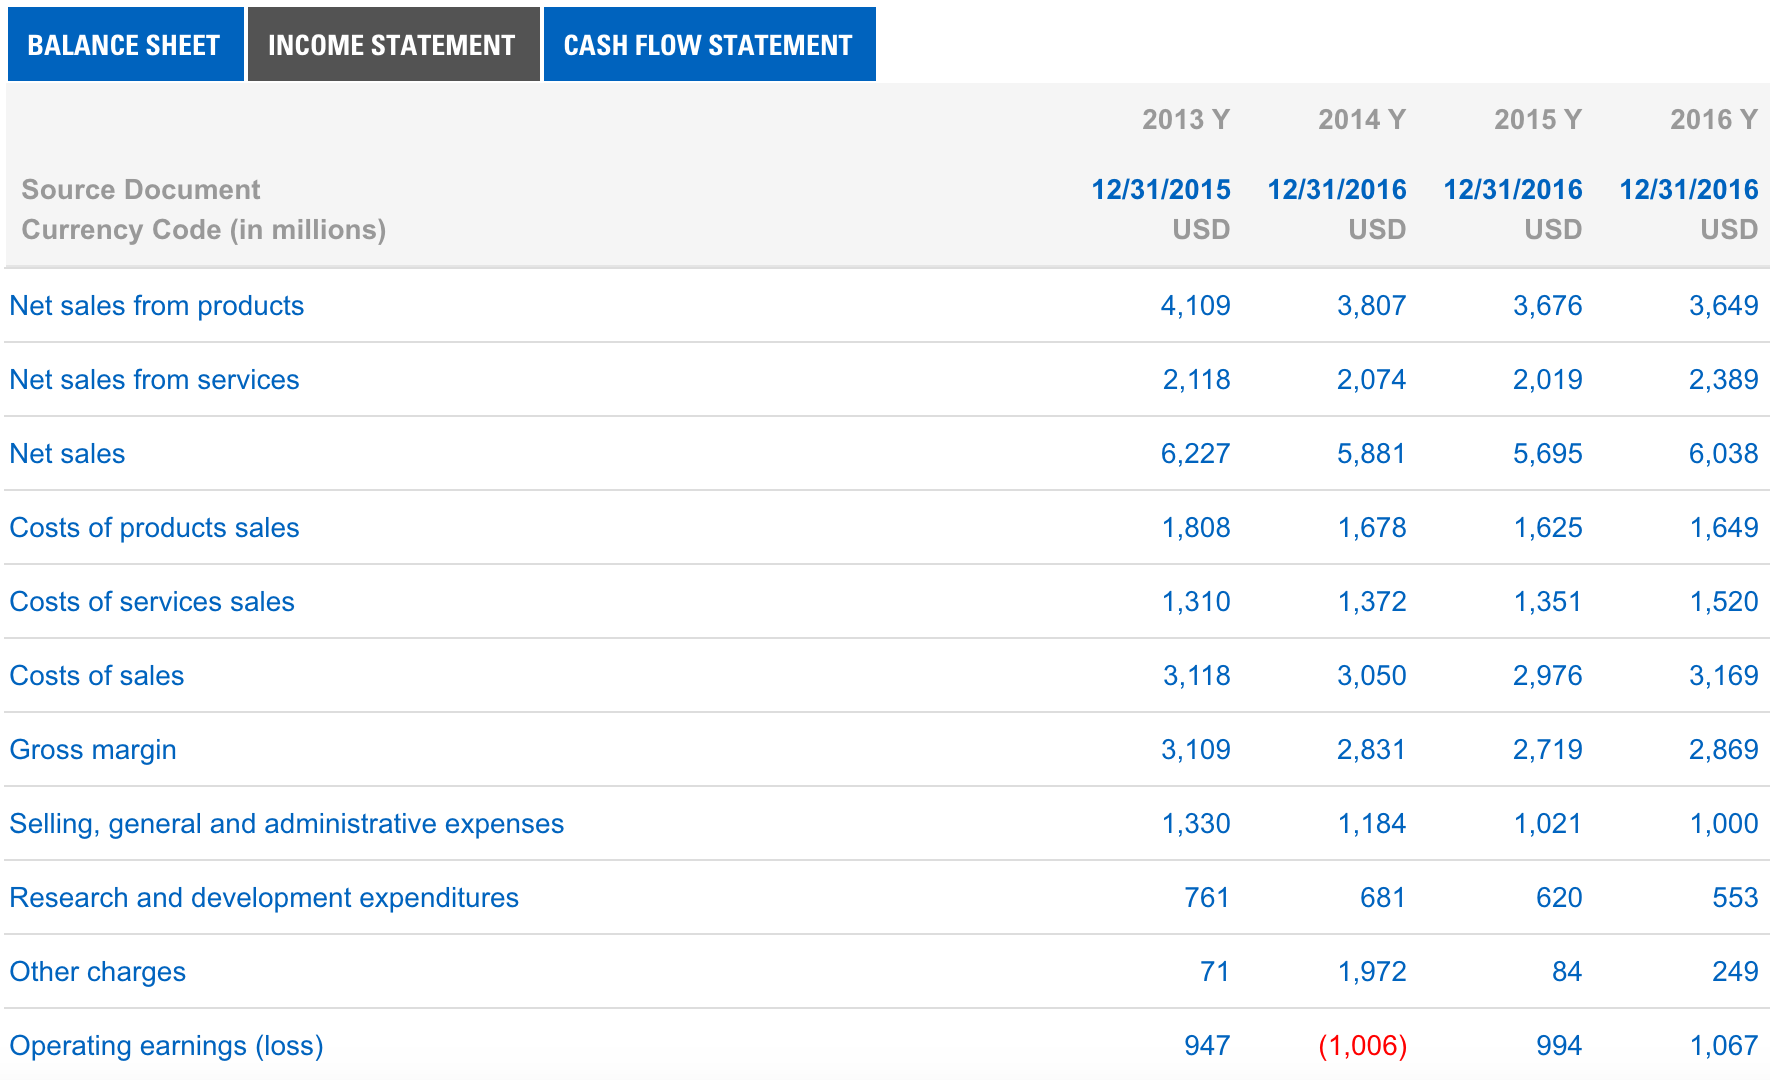 BALANCE SHEET INCOME STATEMENT CASH FLOW STATEMENT
2013 Y 2014 Y 2015 Y 2016 Y
Source Document 12/31/2015 12/31/2016 12/31/2016 12/31/2016
Currency Code (in millions) USD USD USD USD
Net sales from products 4,109 3,807 3,676 3,649
Net sales from services 2,118 2,074 2,019 2,389
Net sales 6,227 5,881 5,695 6,038
Costs of products sales 1,808 1,678 1,625 1,649
Costs of services sales 1,310 1,372 1,351 1,520
Costs of sales 3,118 3,050 2,976 3,169
Gross margin 3,109 2,831 2,719 2,869
Selling, general and administrative expenses 1,330 1,184 1,021 1,000
Research and development expenditures 761 681 620 553
Other charges 71 1,972 84 249
Operating earnings (loss) 947 (1,006) 994 1,067